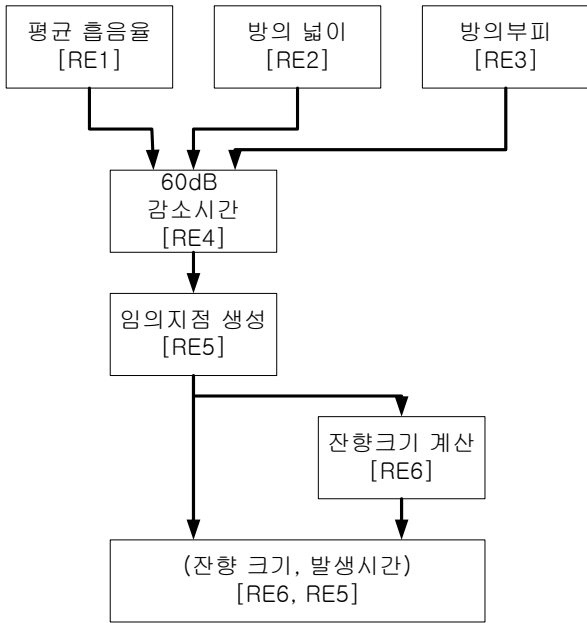 평균 흡음율
[RE1]
방의 넓이
[RE2]
방의부피
[RE3]
60dB
감소시간
[RE4]
임의지점 생성
[RE5]
잔향크기 계산
[RE6]
(잔향 크기, 발생시간)
[RE6, RE5]